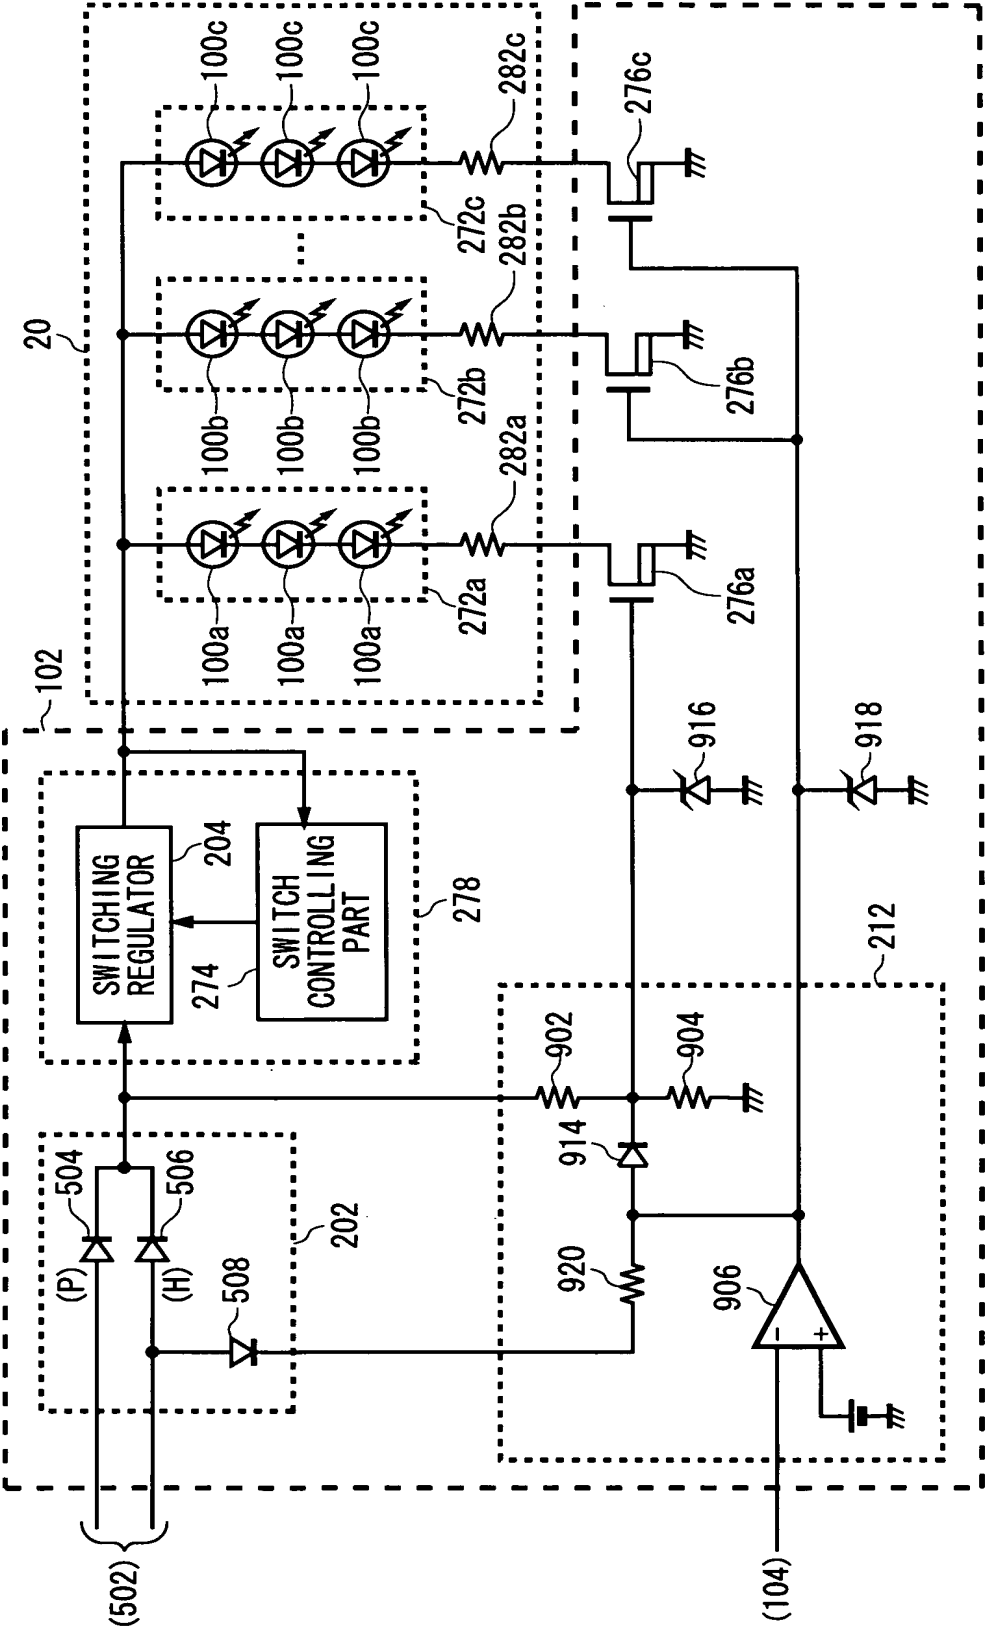 20
100c
100c
100c
272c
282c
276c
100b
100b
100b
272b
282b
276b
100a
100a
100a
272a
282a
276a
102
SWITCHING
REGULATOR
204
SWITCH
CONTROLLING
PART
274
278
916
918
212
902
904
914
504
506
(P)
(H)
508
202
920
906
-
+
(502)
(104)